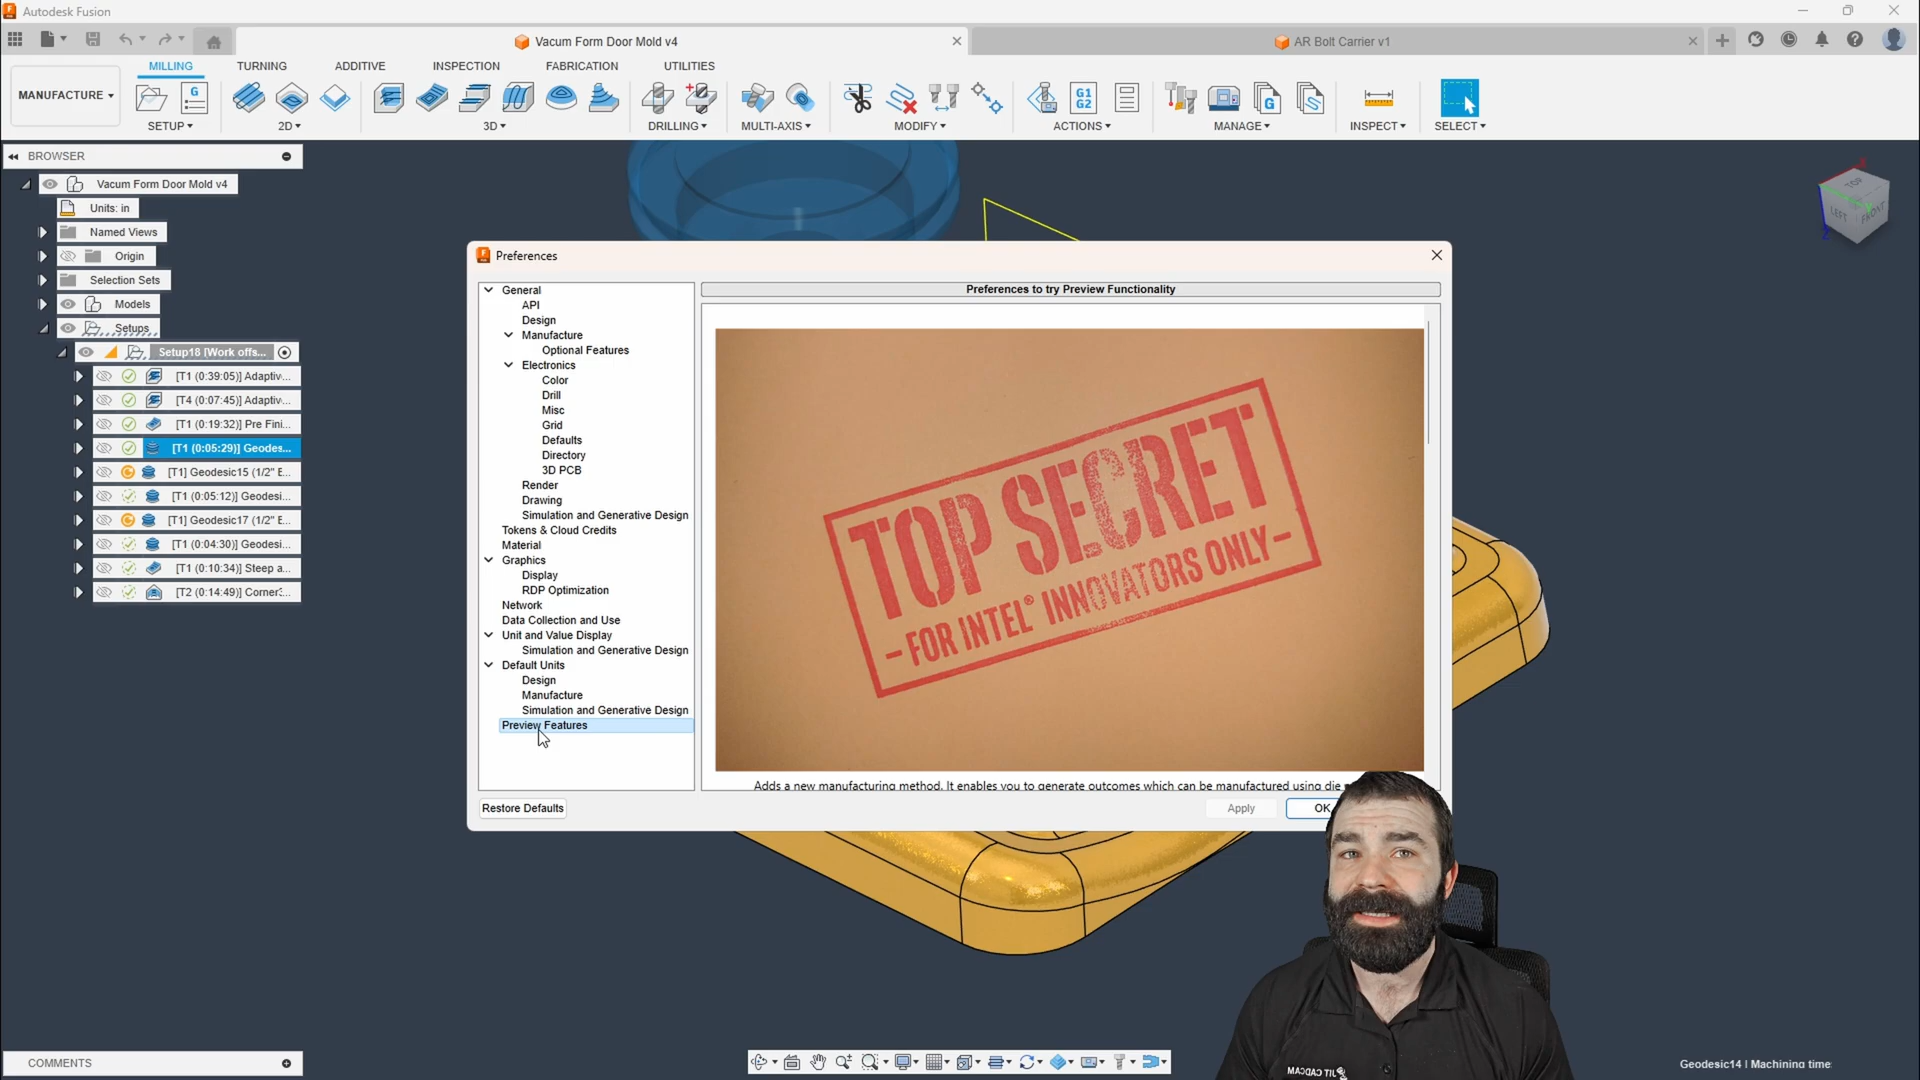 Autodesk Fusion
Vacum Form Door Mold v4
AR Bolt Carrier v1
MILLING
TURNING
ADDITIVE
INSPECTION
FABRICATION
UTILITIES
MANUFACTURE
G
G1
G2
G
SETUP
2D
3D
DRILLING
MULTI-AXIS
MODIFY
ACTIONS
MANAGE
INSPECT
SELECT
BROWSER
Vacum Form Door Mold v4
Units: in
Named Views
Origin
Selection Sets
Models
Setups
Setup18 [Work offs...
[T1 (0:39:05)] Adaptiv...
[T4 (0:07:45)] Adaptiv...
[T1 (0:19:32)] Pre Fini...
[T1 (0:05:29)] Geodes...
[T1] Geodesic15 (1/2" E...
[T1 (0:05:12)] Geodesi...
[T1] Geodesic17 (1/2" E...
[T1 (0:04:30)] Geodesi...
[T1 (0:10:34)] Steep a...
[T2 (0:14:49)] Corner...
TOP
LEFT
FRONT
Z
Preferences
General
API
Design
Manufacture
Optional Features
Electronics
Color
Drill
Misc
Grid
Defaults
Directory
3D PCB
Render
Drawing
Simulation and Generative Design
Tokens & Cloud Credits
Material
Graphics
Display
RDP Optimization
Network
Data Collection and Use
Unit and Value Display
Simulation and Generative Design
Default Units
Design
Manufacture
Simulation and Generative Design
Preview Features
Preferences to try Preview Functionality
TOP SECRET
–FOR INTEL® INNOVATORS ONLY–
Adds a new manufacturing method. It enables you to generate outcomes which can be manufactured using die
Restore Defaults
Apply
OK
COMMENTS
Geodesic14 | Machining time: